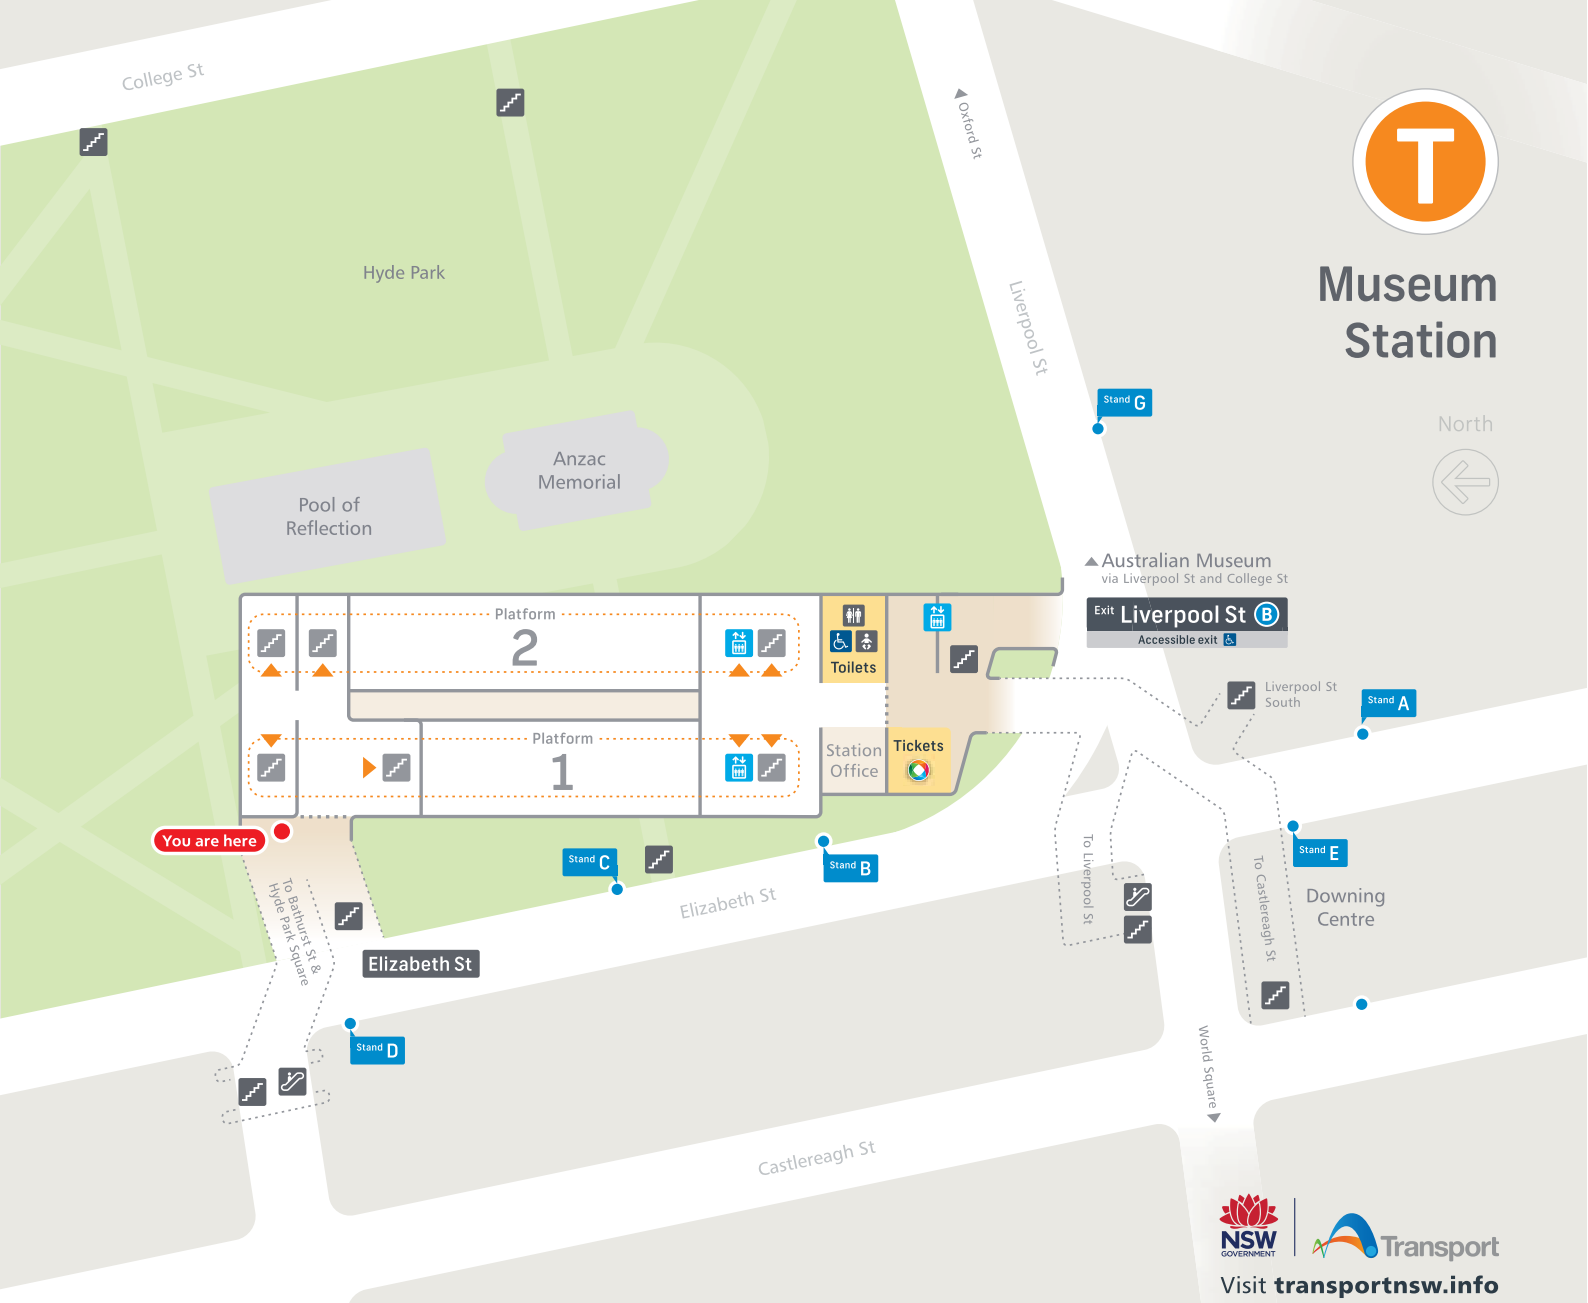 College St
Oxford St
Hyde Park
Liverpool St
Museum
Station
North
Stand G
Anzac
Memorial
Pool of
Reflection
Australian Museum
via Liverpool St and College St
Exit Liverpool St B
Accessible exit
Platform
2
Toilets
Liverpool St
South
Stand A
Platform
1
Station
Office
Tickets
You are here
Stand C
Stand B
Stand E
To Liverpool St
To Castlereagh St
Downing
Centre
Elizabeth St
To Bathurst St &
Hyde Park Square
Elizabeth St
Stand D
World Square
Castlereagh St
NSW
GOVERNMENT
Transport
Visit transportnsw.info
T